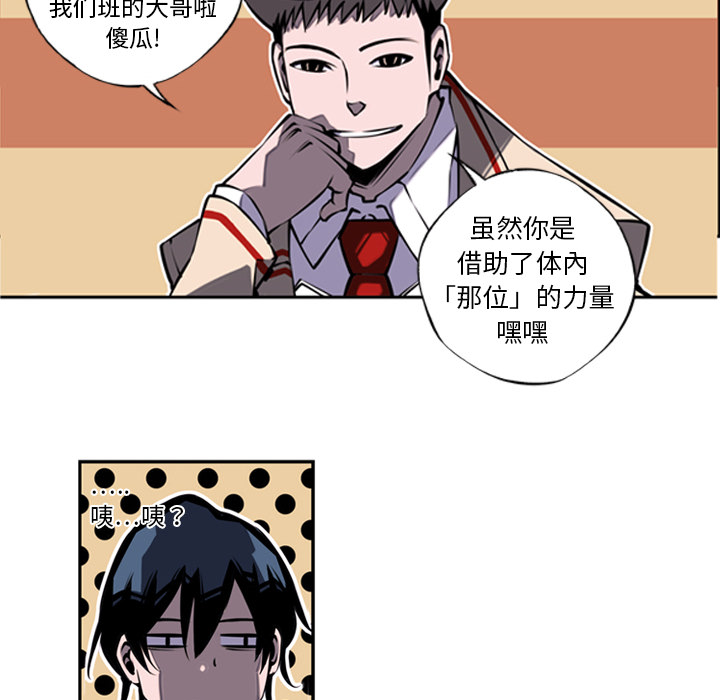 我们班的大哥啦
傻瓜!
虽然你是
借助了体內
「那位」的力量
嘿嘿
.....
咦...咦？